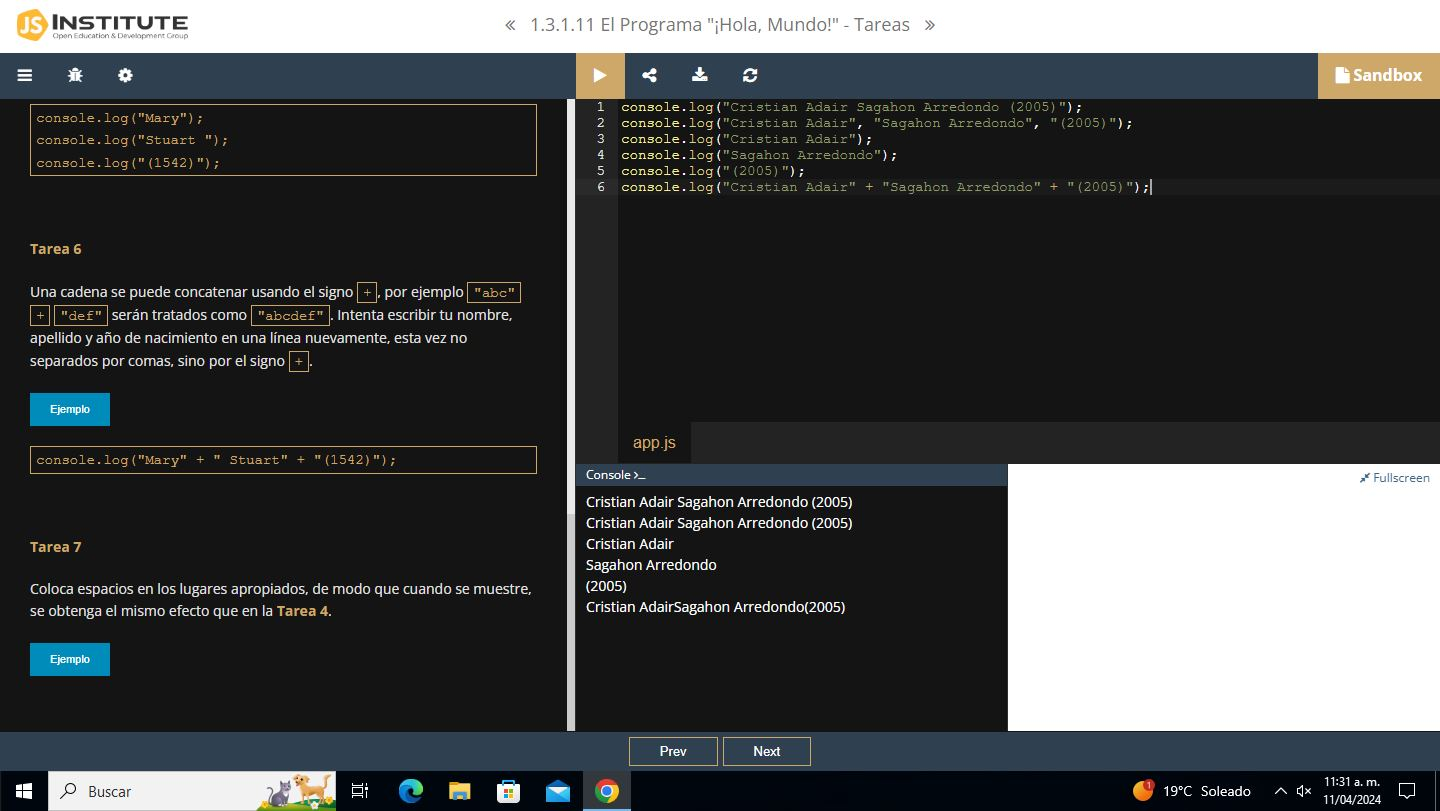 JS INSTITUTE
Open Education & Development Group
« 1.3.1.11 El Programa "¡Hola, Mundo!" - Tareas »
Sandbox
console.log("Mary");
console.log("Stuart ");
console.log("(1542)");
Tarea 6
Una cadena se puede concatenar usando el signo +, por ejemplo "abc"
+ "def" serán tratados como "abcdef". Intenta escribir tu nombre,
apellido y año de nacimiento en una línea nuevamente, esta vez no
separados por comas, sino por el signo +.
Ejemplo
console.log("Mary" + " Stuart" + "(1542)");
Tarea 7
Coloca espacios en los lugares apropiados, de modo que cuando se muestre,
se obtenga el mismo efecto que en la Tarea 4.
Ejemplo
1 console.log("Cristian Adair Sagahon Arredondo (2005)");
2 console.log("Cristian Adair", "Sagahon Arredondo", "(2005)");
3 console.log("Cristian Adair");
4 console.log("Sagahon Arredondo");
5 console.log("(2005)");
6 console.log("Cristian Adair" + "Sagahon Arredondo" + "(2005)");
app.js
Console >_
Fullscreen
Cristian Adair Sagahon Arredondo (2005)
Cristian Adair Sagahon Arredondo (2005)
Cristian Adair
Sagahon Arredondo
(2005)
Cristian AdairSagahon Arredondo(2005)
Prev
Next
Buscar
1
19°C Soleado
11:31 a. m.
11/04/2024